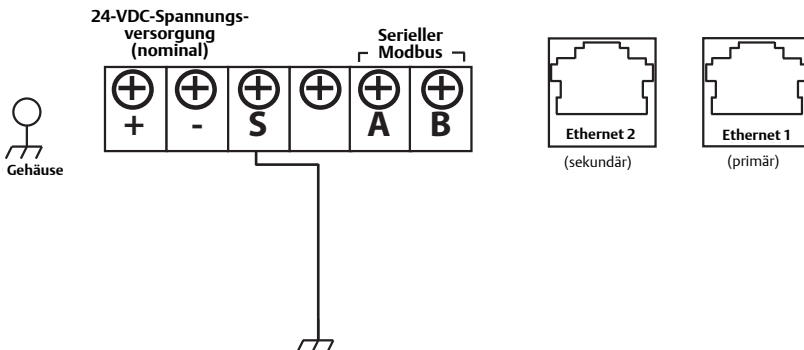 24-VDC-Spannungs-
versorgung
(nominal)
Serieller
Modbus
+ - S A B
Gehäuse
Ethernet 2
(sekundär)
Ethernet 1
(primär)